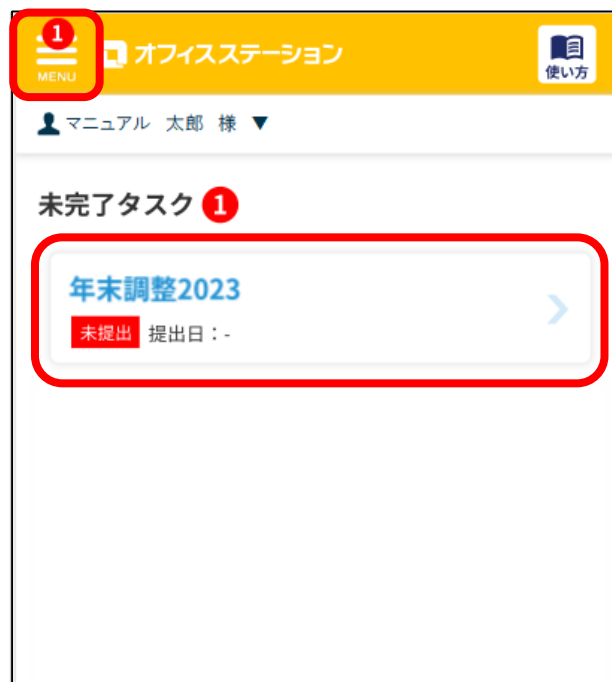 1
MENU
オフィスステーション
使い方
マニュアル 太郎 様 ▼
未完了タスク 1
年末調整2023
未提出 提出日：-